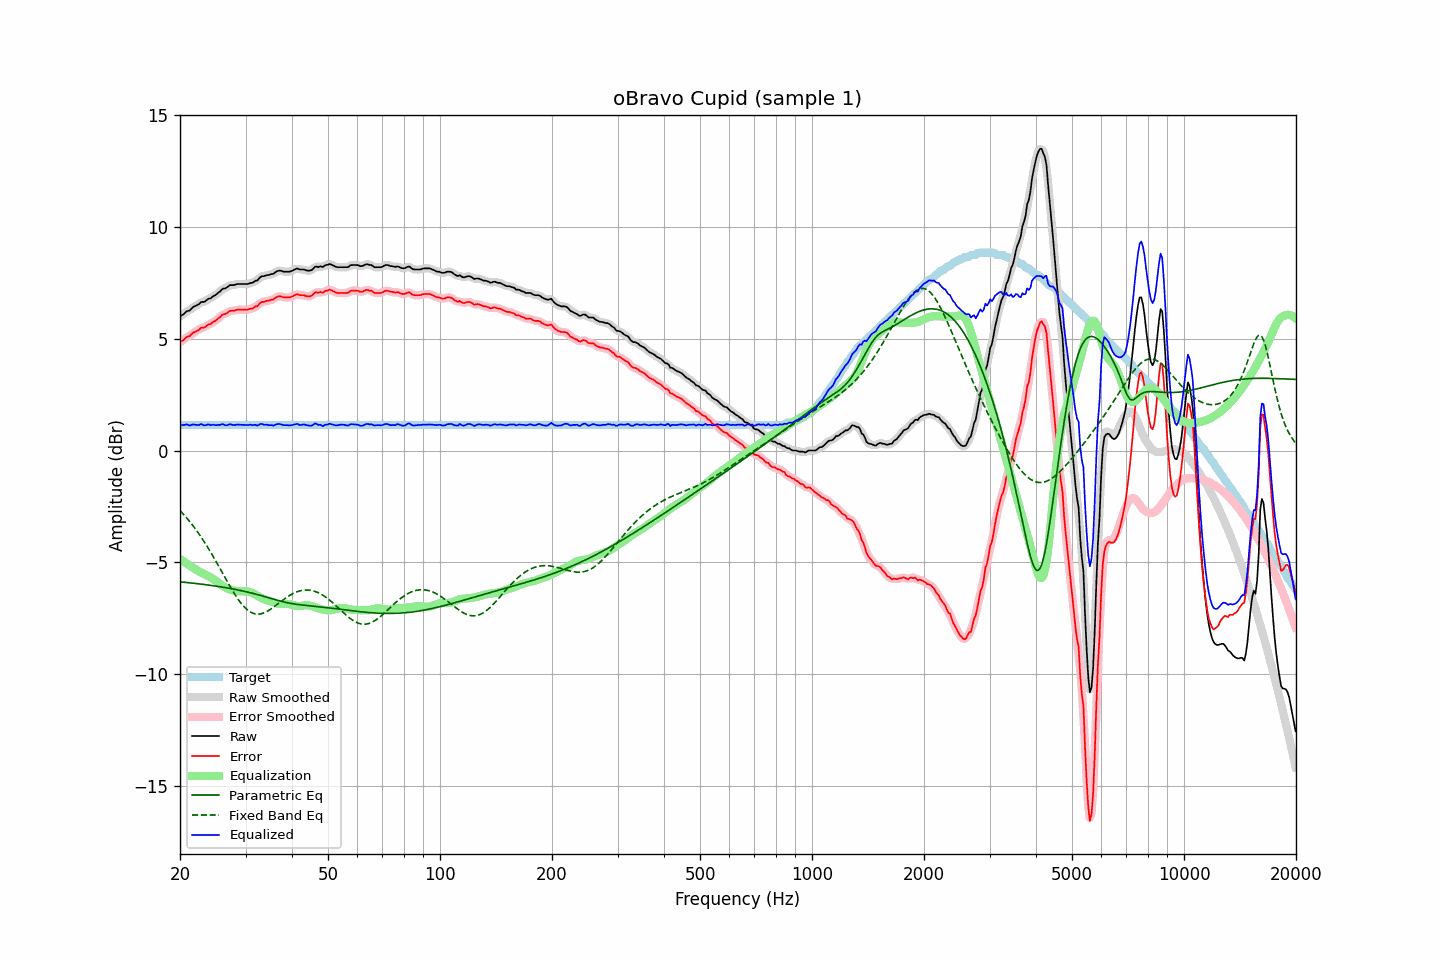 oBravo Cupid (sample 1)
15
10
5
0
−5
−10
−15
Amplitude (dBr)
Target
Raw Smoothed
Error Smoothed
Raw
Error
Equalization
Parametric Eq
Fixed Band Eq
Equalized
20
50
100
200
500
1000
2000
5000
10000
20000
Frequency (Hz)